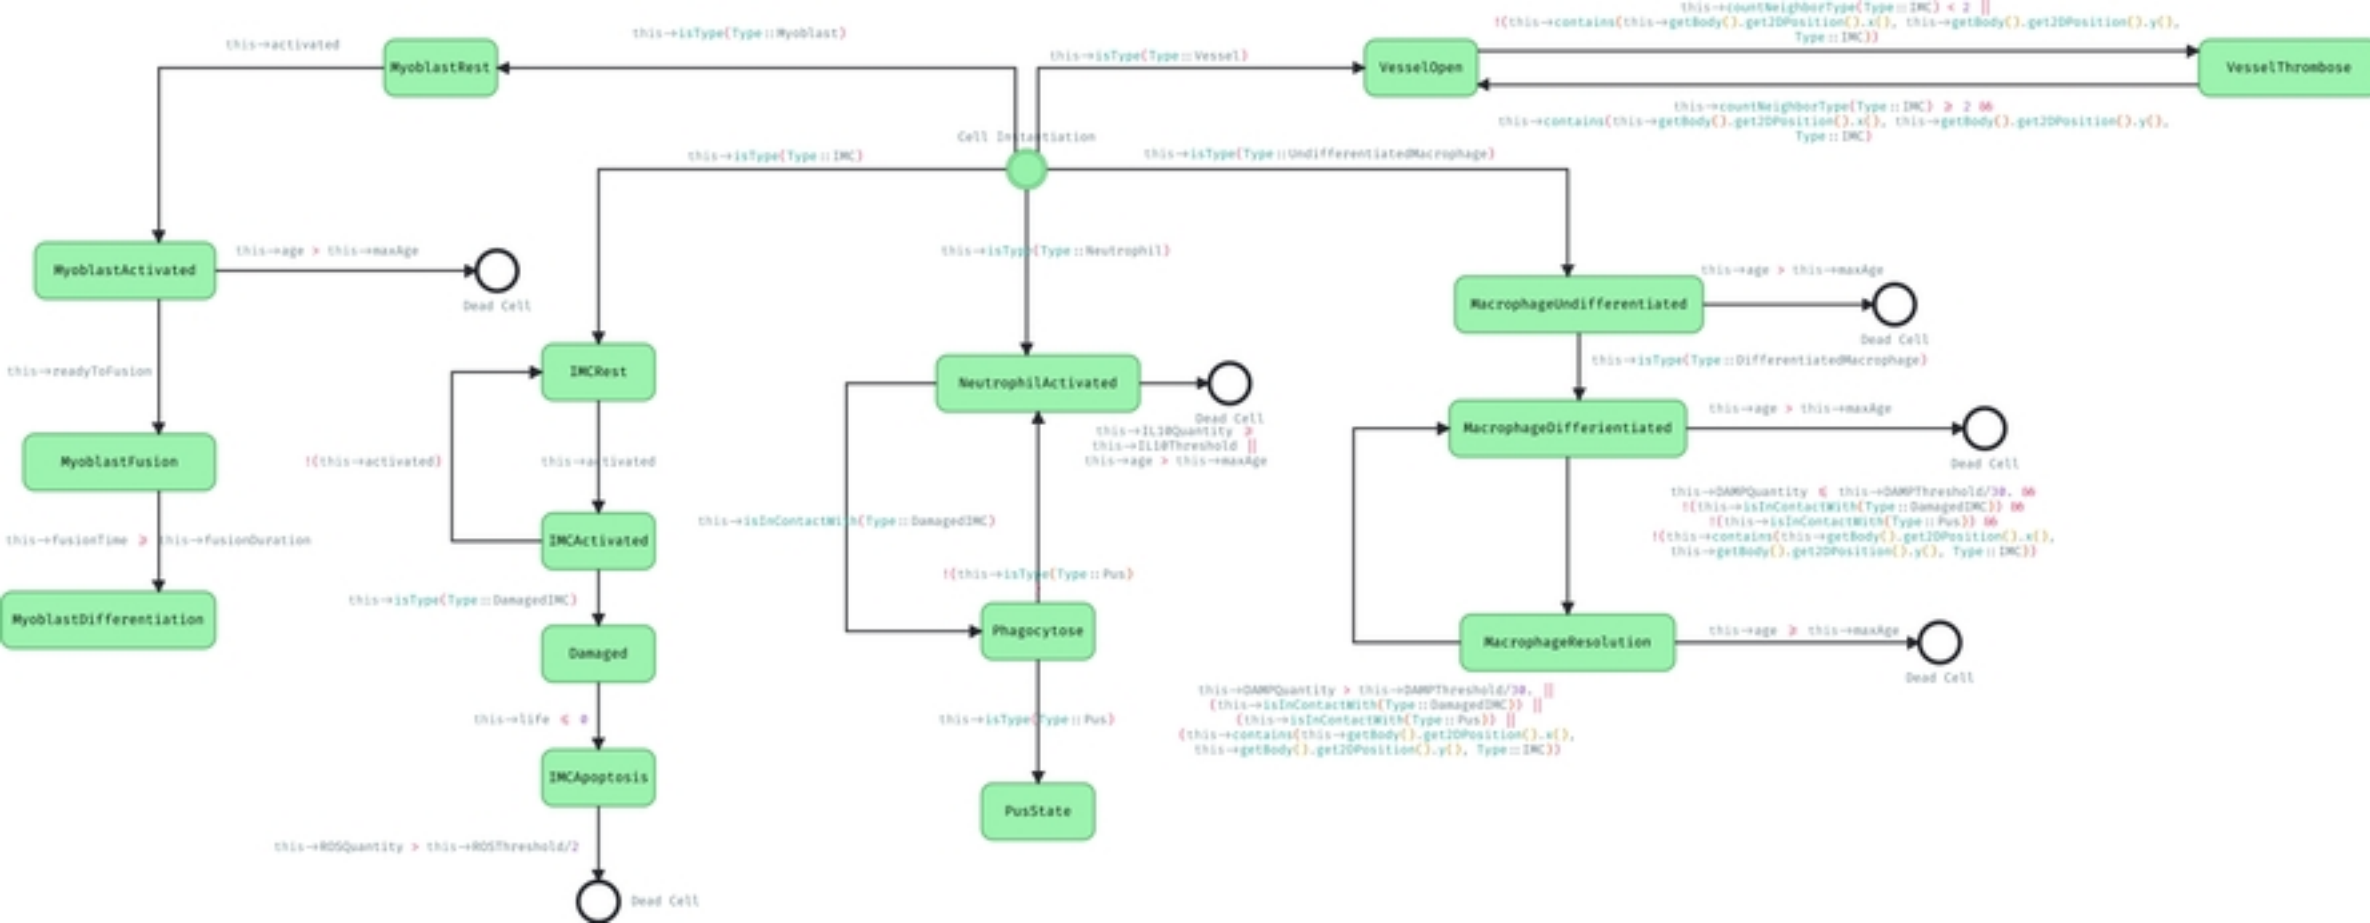 this→countNeighborType(Type::IMC) < 2 ||
!(this→contains(this→getBody().get2DPosition().x(), this→getBody().get2DPosition().y(),
Type::IMC))
this→activated
MyoblastRest
this→isType(Type::Myoblast)
this→isType(Type::Vessel)
VesselOpen
VesselThrombose
this→countNeighborType(Type::IMC) ⩾ 2 &&
this→contains(this→getBody().get2DPosition().x(), this→getBody().get2DPosition().y(),
Type::IMC)
Cell Instantiation
this→isType(Type::IMC)
this→isType(Type::UndifferentiatedMacrophage)
MyoblastActivated
this→age > this→maxAge
Dead Cell
this→isType(Type::Neutrophil)
MacrophageUndifferentiated
this→age > this→maxAge
Dead Cell
this→readyToFusion
IMCRest
NeutrophilActivated
Dead Cell
this→IL10Quantity ⩾
this→IL10Threshold ||
this→age > this→maxAge
this→isType(Type::DifferentiatedMacrophage)
MacrophageDifferientiated
this→age > this→maxAge
Dead Cell
MyoblastFusion
!(this→activated)
this→activated
this→DAMPQuantity ⩽ this→DAMPThreshold/30. &&
!(this→isInContactWith(Type::DamagedIMC)) &&
!(this→isInContactWith(Type::Pus)) &&
!(this→contains(this→getBody().get2DPosition().x(),
this→getBody().get2DPosition().y(), Type::IMC))
this→fusionTime ⩾ this→fusionDuration
IMCActivated
this→isInContactWith(Type::DamagedIMC)
!(this→isType(Type::Pus)
this→isType(Type::DamagedIMC)
MyoblastDifferentiation
Damaged
Phagocytose
MacrophageResolution
this→age ⩾ this→maxAge
Dead Cell
this→life ⩽ 0
this→isType(Type::Pus)
this→DAMPQuantity > this→DAMPThreshold/30. ||
(this→isInContactWith(Type::DamagedIMC)) ||
(this→isInContactWith(Type::Pus)) ||
(this→contains(this→getBody().get2DPosition().x(),
this→getBody().get2DPosition().y(), Type::IMC))
IMCApoptosis
PusState
this→ROSQuantity > this→ROSThreshold/2
Dead Cell